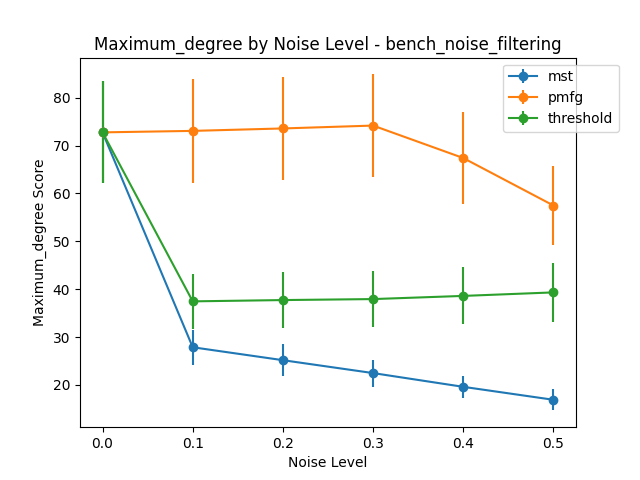 Maximum_degree by Noise Level - bench_noise_filtering
mst
pmfg
threshold
Maximum_degree Score
80
70
60
50
40
30
20
0.0 0.1 0.2 0.3 0.4 0.5
Noise Level